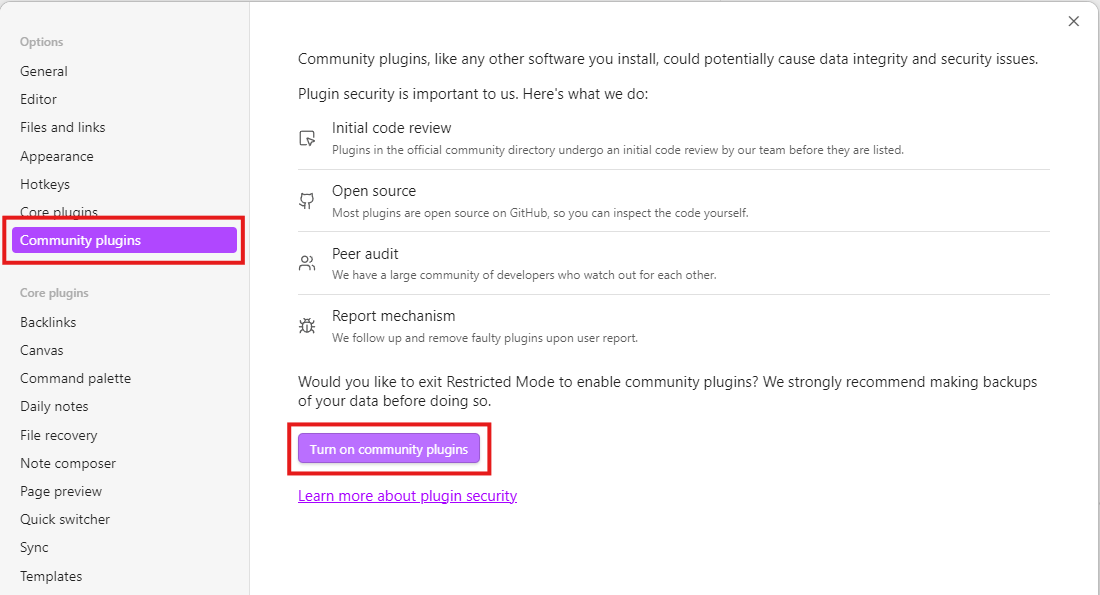 Options
General
Editor
Files and links
Appearance
Hotkeys
Core plugins
Community plugins
Core plugins
Backlinks
Canvas
Command palette
Daily notes
File recovery
Note composer
Page preview
Quick switcher
Sync
Templates
Community plugins, like any other software you install, could potentially cause data integrity and security issues.
Plugin security is important to us. Here's what we do:
Initial code review
Plugins in the official community directory undergo an initial code review by our team before they are listed.
Open source
Most plugins are open source on GitHub, so you can inspect the code yourself.
Peer audit
We have a large community of developers who watch out for each other.
Report mechanism
We follow up and remove faulty plugins upon user report.
Would you like to exit Restricted Mode to enable community plugins? We strongly recommend making backups
of your data before doing so.
Turn on community plugins
Learn more about plugin security